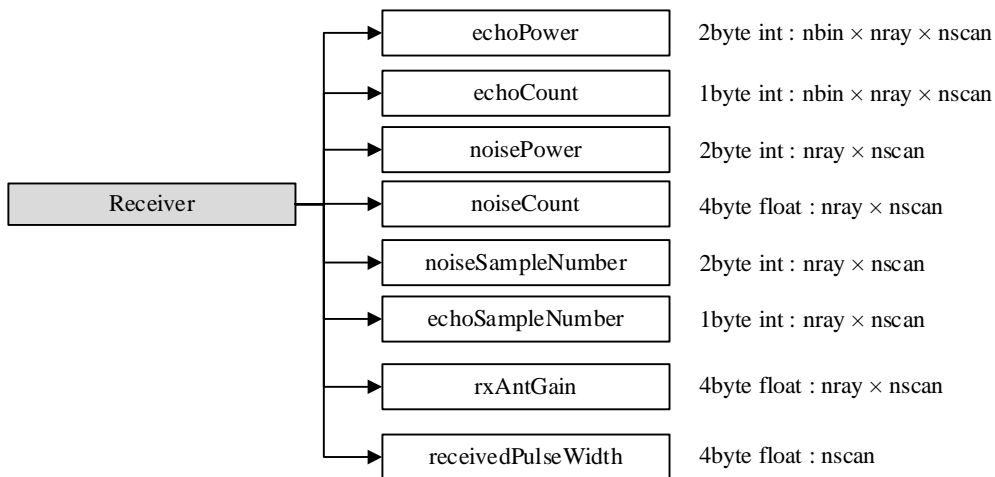 echoPower 2byte int : nbin × nray × nscan
echoCount 1byte int : nbin × nray × nscan
noisePower 2byte int : nray × nscan
Receiver
noiseCount 4byte float : nray × nscan
noiseSampleNumber 2byte int : nray × nscan
echoSampleNumber 1byte int : nray × nscan
rxAntGain 4byte float : nray × nscan
receivedPulseWidth 4byte float : nscan